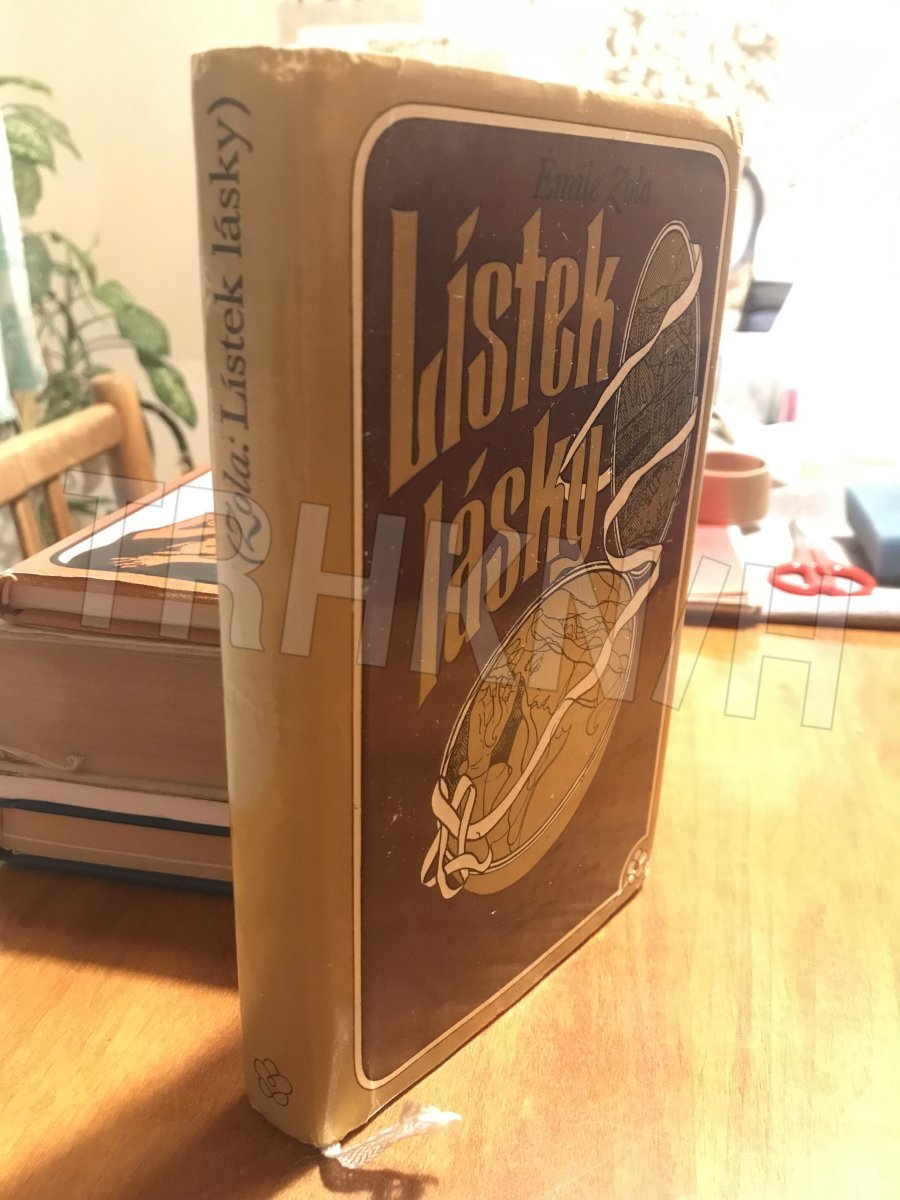 Zola: Lístek lásky)
Émile Zola
Lístek
lásky
TRHKNIH